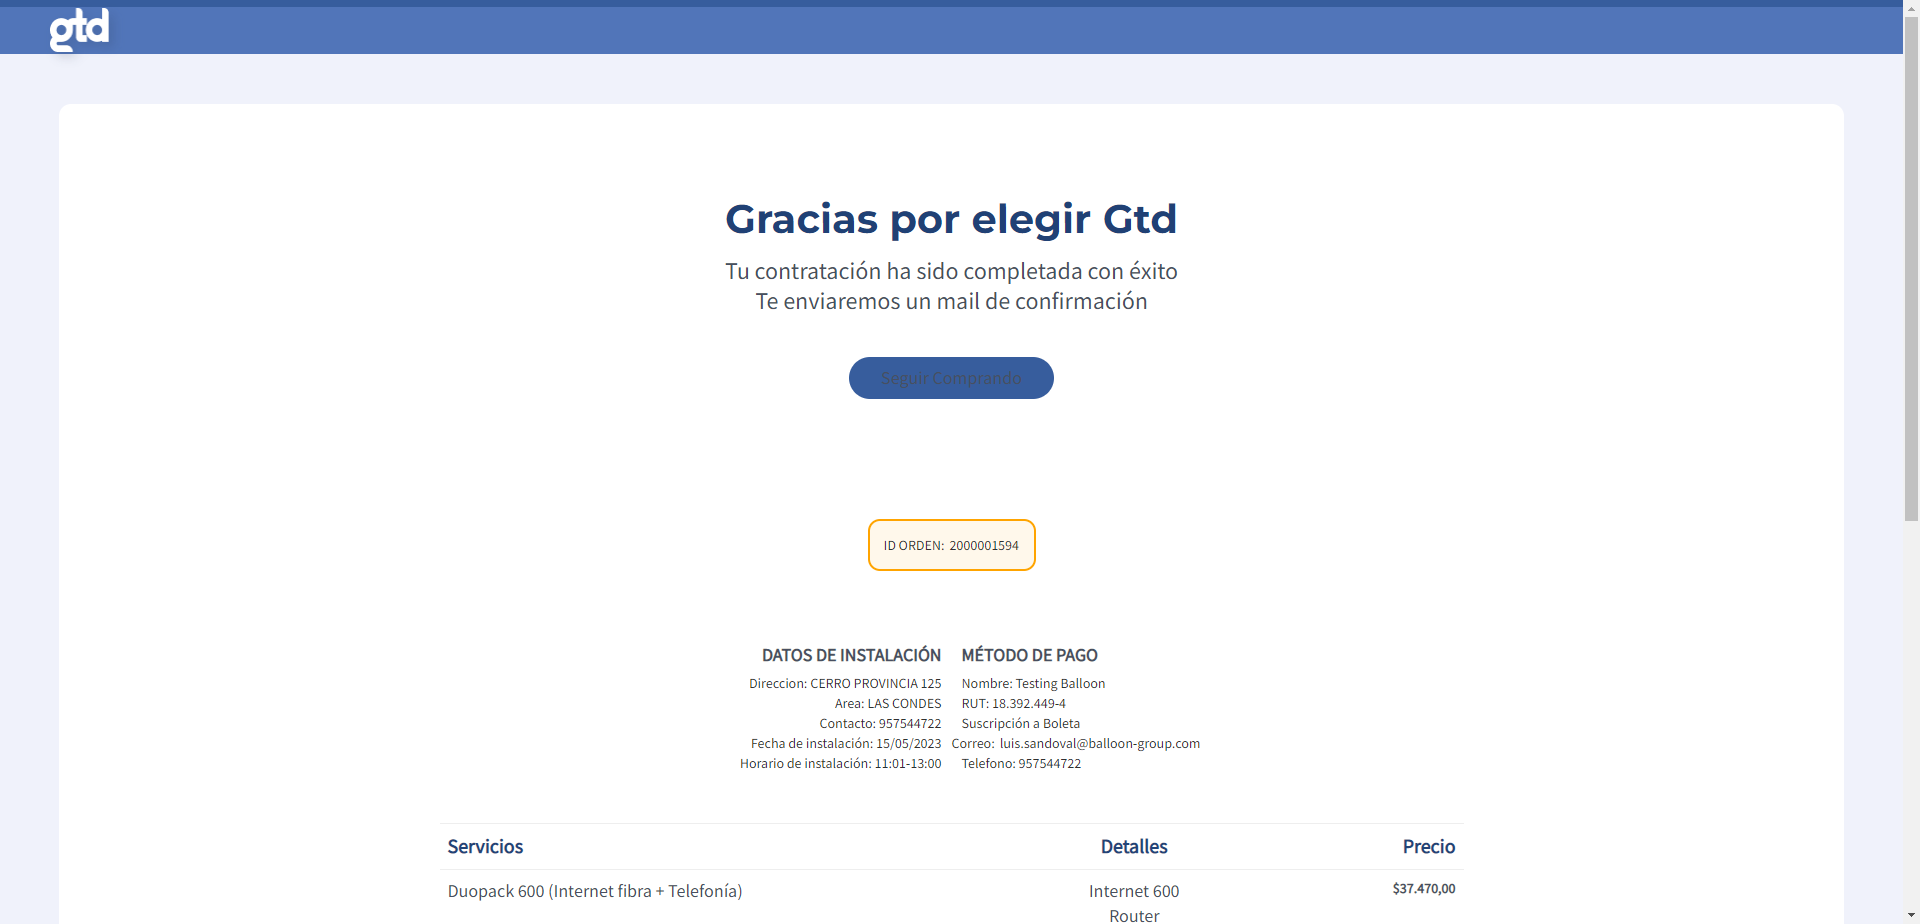 gtd
Gracias por elegir Gtd
Tu contratación ha sido completada con éxito
Te enviaremos un mail de confirmación
Seguir Comprando
ID ORDEN: 2000001594
DATOS DE INSTALACIÓN
Direccion: CERRO PROVINCIA 125
Area: LAS CONDES
Contacto: 957544722
Fecha de instalación: 15/05/2023
Horario de instalación: 11:01-13:00
MÉTODO DE PAGO
Nombre: Testing Balloon
RUT: 18.392.449-4
Suscripción a Boleta
Correo: luis.sandoval@balloon-group.com
Telefono: 957544722
Servicios Detalles Precio
Duopack 600 (Internet fibra + Telefonía) Internet 600 $37.470,00
Router